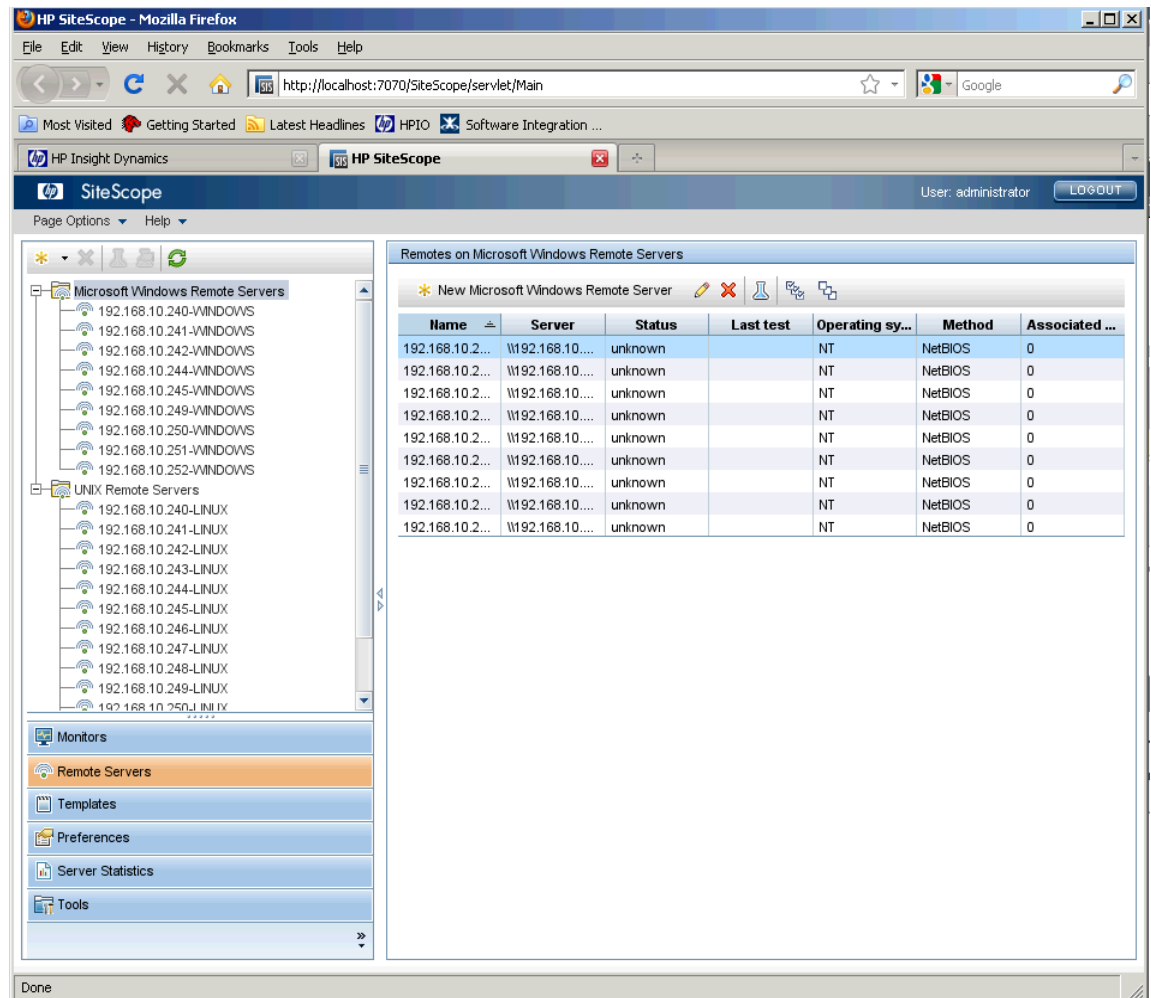 HP SiteScope - Mozilla Firefox
File Edit View History Bookmarks Tools Help
SIS http://localhost:7070/SiteScope/servlet/Main Google
Most Visited Getting Started Latest Headlines HPIO Software Integration ...
HP Insight Dynamics SIS HP SiteScope
SiteScope User: administrator LOGOUT
Page Options Help
Microsoft Windows Remote Servers
192.168.10.240-WINDOWS
192.168.10.241-WINDOWS
192.168.10.242-WINDOWS
192.168.10.244-WINDOWS
192.168.10.245-WINDOWS
192.168.10.249-WINDOWS
192.168.10.250-WINDOWS
192.168.10.251-WINDOWS
192.168.10.252-WINDOWS
UNIX Remote Servers
192.168.10.240-LINUX
192.168.10.241-LINUX
192.168.10.242-LINUX
192.168.10.243-LINUX
192.168.10.244-LINUX
192.168.10.245-LINUX
192.168.10.246-LINUX
192.168.10.247-LINUX
192.168.10.248-LINUX
192.168.10.249-LINUX
192.168.10.250-LINUX
Monitors
Remote Servers
Templates
Preferences
Server Statistics
Tools
Remotes on Microsoft Windows Remote Servers
New Microsoft Windows Remote Server
Name Server Status Last test Operating sy... Method Associated ...
192.168.10.2... \\192.168.10.... unknown NT NetBIOS 0
192.168.10.2... \\192.168.10.... unknown NT NetBIOS 0
192.168.10.2... \\192.168.10.... unknown NT NetBIOS 0
192.168.10.2... \\192.168.10.... unknown NT NetBIOS 0
192.168.10.2... \\192.168.10.... unknown NT NetBIOS 0
192.168.10.2... \\192.168.10.... unknown NT NetBIOS 0
192.168.10.2... \\192.168.10.... unknown NT NetBIOS 0
192.168.10.2... \\192.168.10.... unknown NT NetBIOS 0
192.168.10.2... \\192.168.10.... unknown NT NetBIOS 0
Done